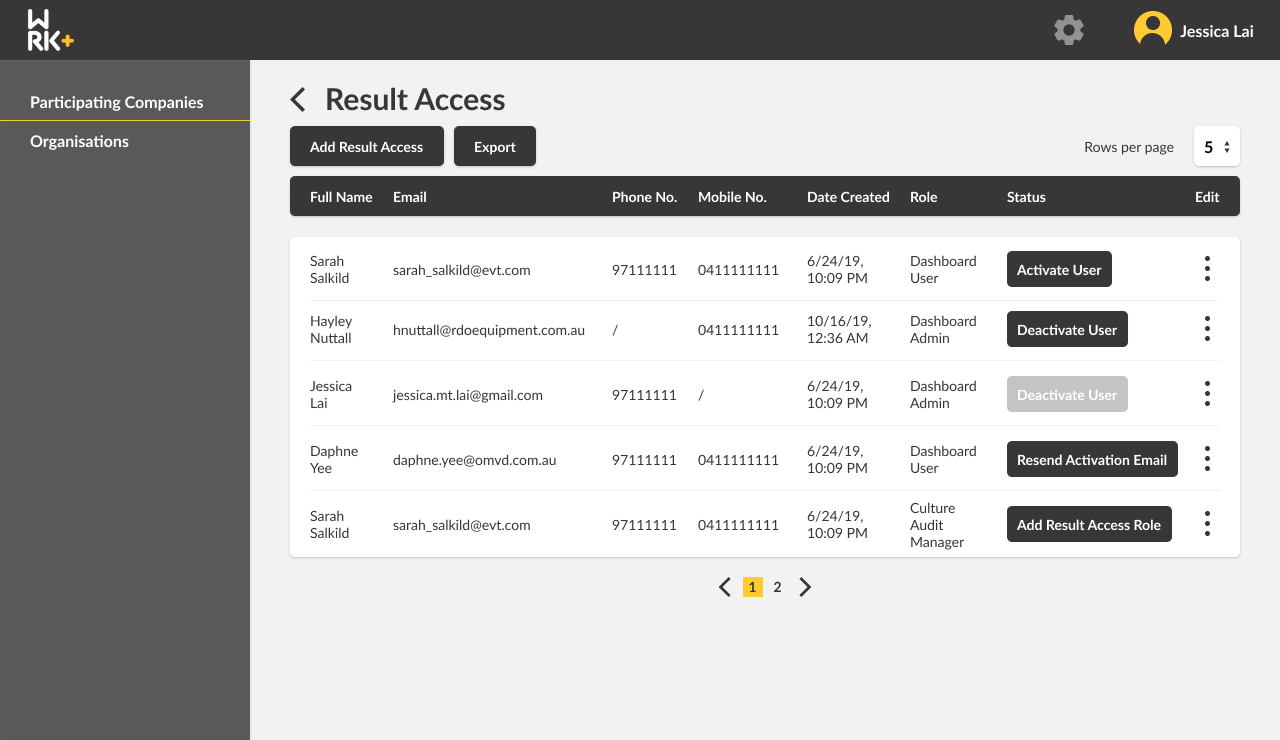 W
RK+
Jessica Lai
Participating Companies
Organisations
Result Access
Add Result Access Export Rows per page 5
Full Name Email Phone No. Mobile No. Date Created Role Status Edit
Sarah Salkild sarah_salkild@evt.com 97111111 0411111111 6/24/19, 10:09 PM Dashboard User Activate User
Hayley Nuttall hnuttall@rdoequipment.com.au / 0411111111 10/16/19, 12:36 AM Dashboard Admin Deactivate User
Jessica Lai jessica.mt.lai@gmail.com 97111111 / 6/24/19, 10:09 PM Dashboard Admin Deactivate User
Daphne Yee daphne.yee@omvd.com.au 97111111 0411111111 6/24/19, 10:09 PM Dashboard User Resend Activation Email
Sarah Salkild sarah_salkild@evt.com 97111111 0411111111 6/24/19, 10:09 PM Culture Audit Manager Add Result Access Role
1 2